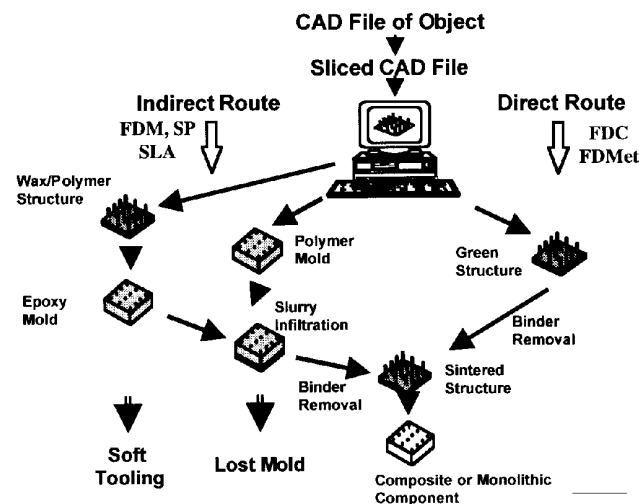 CAD File of Object
Sliced CAD File
Indirect Route
FDM, SP
SLA
Direct Route
FDC
FDMet
Wax/Polymer
Structure
Polymer
Mold
Green
Structure
Epoxy
Mold
Slurry
Infiltration
Binder
Removal
Binder
Removal
Sintered
Structure
Soft
Tooling
Lost Mold
Composite or Monolithic
Component